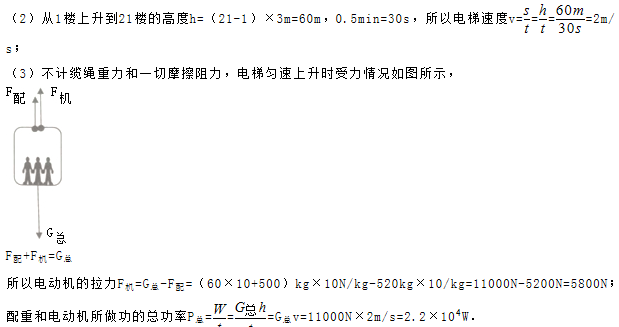 （2）从1楼上升到21楼的高度h=（21-1）×3m=60m，0.5min=30s，所以电梯速度v=s/t=h/t=60m/30s=2m/
s；
（3）不计缆绳重力和一切摩擦阻力，电梯匀速上升时受力情况如图所示，
F配 F机
G总
F配+F机=G总
所以电动机的拉力F机=G总-F配=（60×10+500）kg×10N/kg-520kg×10/kg=11000N-5200N=5800N；
配重和电动机所做功的总功率P总=W/t=G总h/t=G总v=11000N×2m/s=2.2×10⁴W．